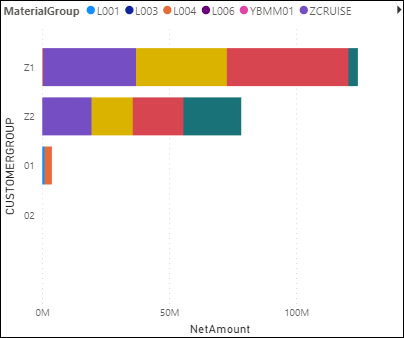 MaterialGroup L001 L003 L004 L006 YBMM01 ZCRUISE
CUSTOMERGROUP
Z1
Z2
01
02
0M 50M 100M
NetAmount